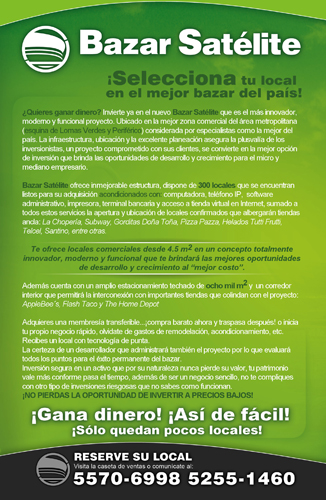 Bazar Satélite
¡Selecciona tu local
en el mejor bazar del país!
¿Quieres ganar dinero? Invierte ya en el nuevo Bazar Satélite que es el más innovador,
moderno y funcional proyecto. Ubicado en la mejor zona comercial del área metropolitana
(esquina de Lomas Verdes y Periférico) considerada por especialistas como la mejor del
país. La infraestructura, ubicación y la excelente planeación asegura la plusvalía de los
inversionistas, un proyecto comprometido con sus clientes, se convierte en la mejor opción
de inversión que brinda las oportunidades de desarrollo y crecimiento para el micro y
mediano empresario.
Bazar Satélite ofrece inmejorable estructura, dispone de 300 locales que se encuentran
listos para su adquisición acondicionados con: computadora, teléfono IP, software
administrativo, impresora, terminal bancaria y acceso a tienda virtual en Internet, sumado a
todos estos servicios la apertura y ubicación de locales confirmados que albergarán tiendas
anda: La Chopería, Subway, Gorditas Doña Toña, Pizza Pazza, Helados Tutti Frutti,
Telcel, Santino, entre otras.
Te ofrece locales comerciales desde 4.5 m2 en un concepto totalmente
innovador, moderno y funcional que te brindará las mejores oportunidades
de desarrollo y crecimiento al “mejor costo”.
Además cuenta con un amplio estacionamiento techado de ocho mil m2 y un corredor
interior que permitirá la interconexión con importantes tiendas que colindan con el proyecto:
AppleBee's, Flash Taco y The Home Depot
Adquieres una membresía transferible...¡compra barato ahora y traspasa después! o inicia
tu propio negocio rápido, olvídate de gastos de remodelación, acondicionamiento, etc.
Recibes un local con tecnología de punta.
La certeza de un desarrollador que administrará también el proyecto por lo que evaluará
todos los puntos para el éxito permanente del bazar.
Inversión segura en un activo que por su naturaleza nunca pierde su valor, tu patrimonio
vale más conforme pasa el tiempo, además de ser un negocio sencillo, no te compliques
con otro tipo de inversiones riesgosas que no sabes como funcionan.
¡NO PIERDAS LA OPORTUNIDAD DE INVERTIR A PRECIOS BAJOS!
¡Gana dinero! ¡Así de fácil!
¡Sólo quedan pocos locales!
RESERVE SU LOCAL
Visita la caseta de ventas o comunícate al:
5570-6998 5255-1460